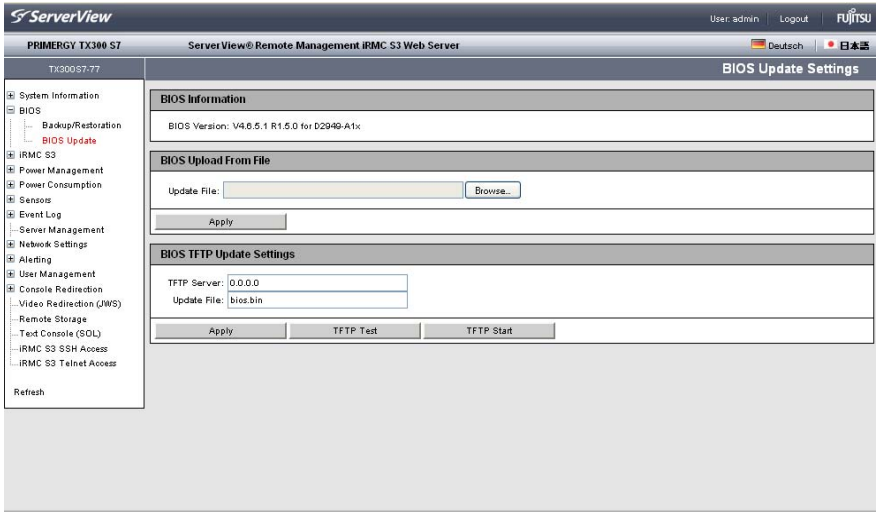 ServerView
User: admin Logout FUJITSU
PRIMERGY TX300 S7 ServerView® Remote Management iRMC S3 Web Server Deutsch 日本語
TX300S7-77 BIOS Update Settings
System Information
BIOS
Backup/Restoration
BIOS Update
iRMC S3
Power Management
Power Consumption
Sensors
Event Log
Server Management
Network Settings
Alerting
User Management
Console Redirection
Video Redirection (JWS)
Remote Storage
Text Console (SOL)
iRMC S3 SSH Access
iRMC S3 Telnet Access
Refresh
BIOS Information
BIOS Version: V4.6.5.1 R1.5.0 for D2949-A1x
BIOS Upload From File
Update File: Browse...
Apply
BIOS TFTP Update Settings
TFTP Server: 0.0.0.0
Update File: bios.bin
Apply TFTP Test TFTP Start